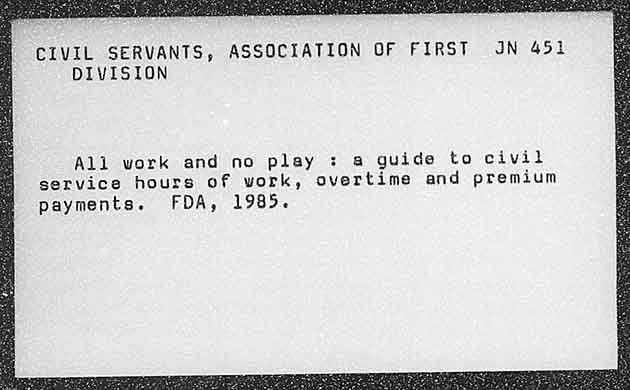 CIVIL SERVANTS, ASSOCIATION OF FIRST JN 451
DIVISION
All work and no play : a guide to civil
service hours of work, overtime and premium
payments. FDA, 1985.